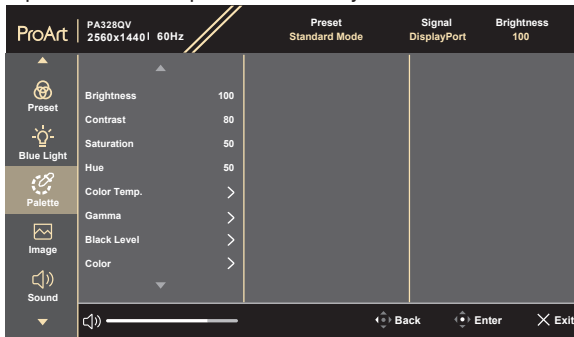 ProArt
PA328QV
2560x1440 60Hz
Preset
Standard Mode
Signal
DisplayPort
Brightness
100
Preset
Blue Light
Palette
Image
Sound
Brightness 100
Contrast 80
Saturation 50
Hue 50
Color Temp.
Gamma
Black Level
Color
Back
Enter
Exit